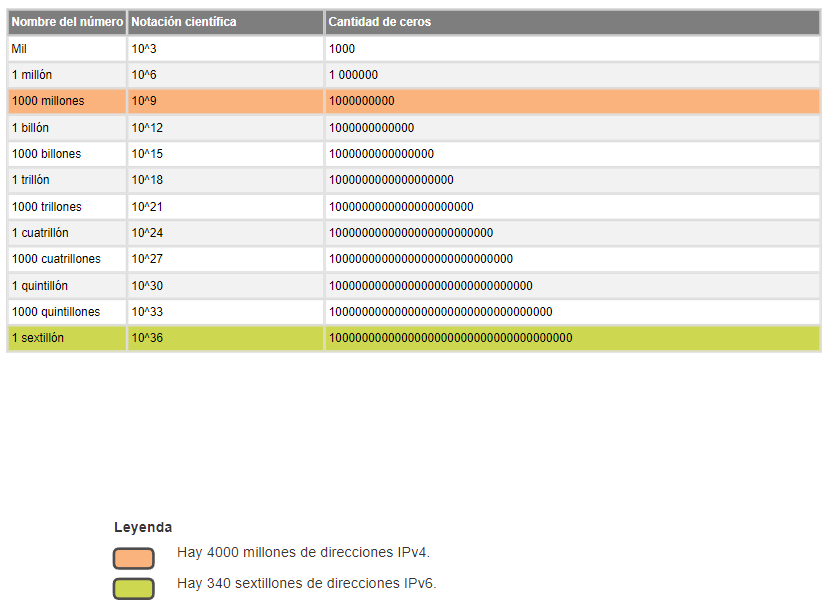 Nombre del número Notación científica Cantidad de ceros
Mil 10^3 1000
1 millón 10^6 1 000000
1000 millones 10^9 1000000000
1 billón 10^12 1000000000000
1000 billones 10^15 1000000000000000
1 trillón 10^18 1000000000000000000
1000 trillones 10^21 1000000000000000000000
1 cuatrillón 10^24 1000000000000000000000000
1000 cuatrillones 10^27 1000000000000000000000000000
1 quintillón 10^30 1000000000000000000000000000000
1000 quintillones 10^33 1000000000000000000000000000000000
1 sextillón 10^36 1000000000000000000000000000000000000
Leyenda
Hay 4000 millones de direcciones IPv4.
Hay 340 sextillones de direcciones IPv6.